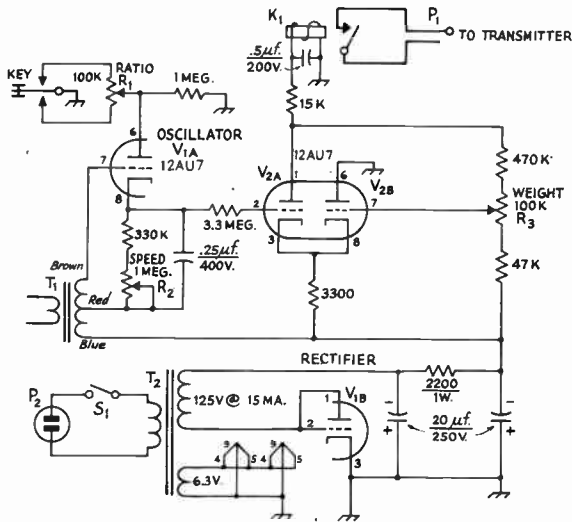 K1
P1
TO TRANSMITTER
.5µf.
200V.
KEY
100K
RATIO
R1
1 MEG.
15K
6
OSCILLATOR
V1A
12AU7
7
8
12AU7
V2A
1
6
V2B
2
7
3
8
470K
WEIGHT
100K
R3
47K
3.3 MEG.
330K
SPEED
1 MEG.
R2
.25µf.
400V.
3300
Brown
T1
Red
Blue
RECTIFIER
P2
S1
T2
125V@ 15 MA.
V1B
1
2
3
2200
1W.
20µf.
250V.
-
+
-
+
9
4
5
9
4
5
6.3V.